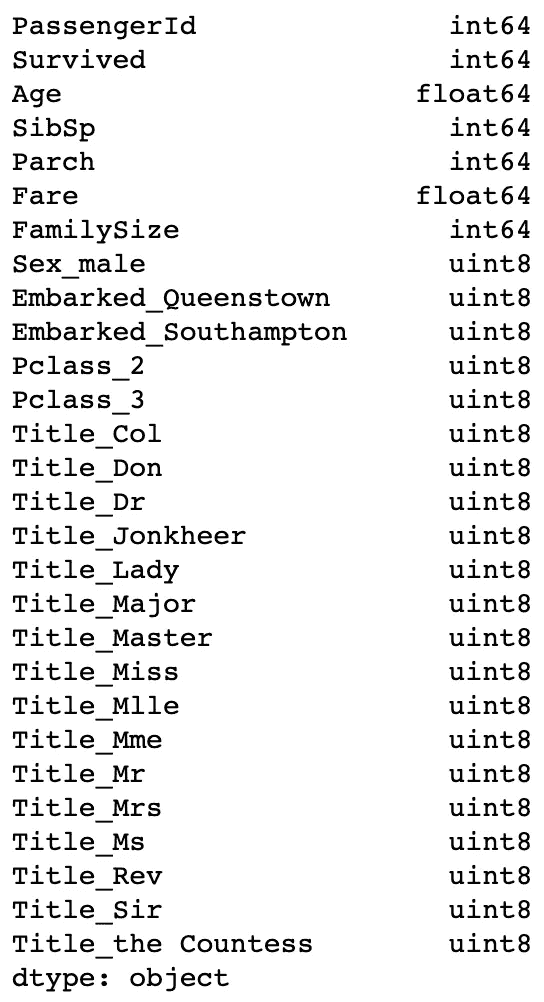 PassengerId int64
Survived int64
Age float64
SibSp int64
Parch int64
Fare float64
FamilySize int64
Sex_male uint8
Embarked_Queenstown uint8
Embarked_Southampton uint8
Pclass_2 uint8
Pclass_3 uint8
Title_Col uint8
Title_Don uint8
Title_Dr uint8
Title_Jonkheer uint8
Title_Lady uint8
Title_Major uint8
Title_Master uint8
Title_Miss uint8
Title_Mlle uint8
Title_Mme uint8
Title_Mr uint8
Title_Mrs uint8
Title_Ms uint8
Title_Rev uint8
Title_Sir uint8
Title_the Countess uint8
dtype: object